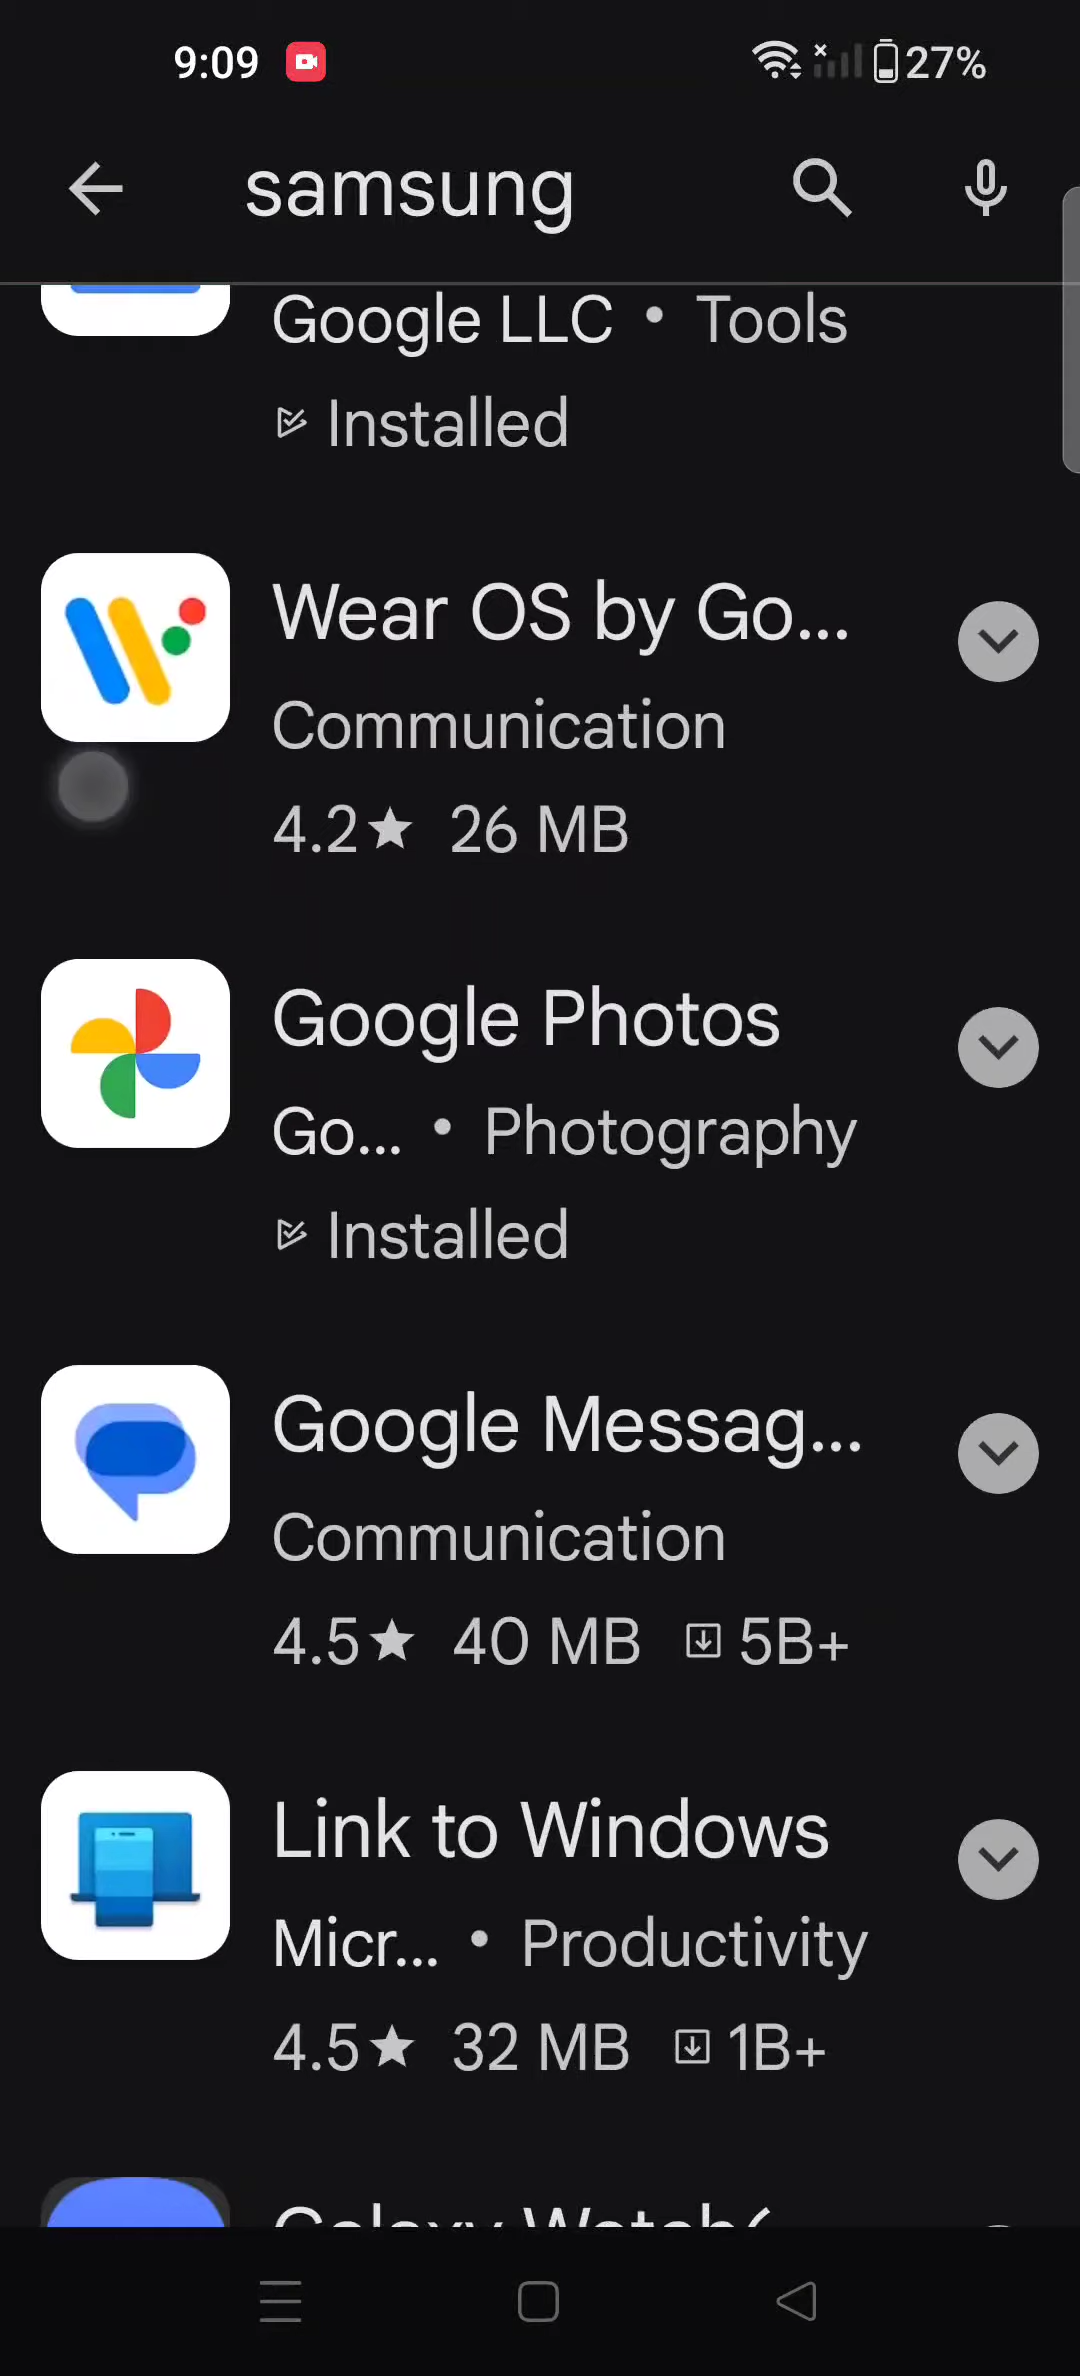 9:09
27%
samsung
Google LLC • Tools
Installed
Wear OS by Go...
Communication
4.2★ 26 MB
Google Photos
Go... • Photography
Installed
Google Messag...
Communication
4.5★ 40 MB 5B+
Link to Windows
Micr... • Productivity
4.5★ 32 MB 1B+
Galaxy Watch6